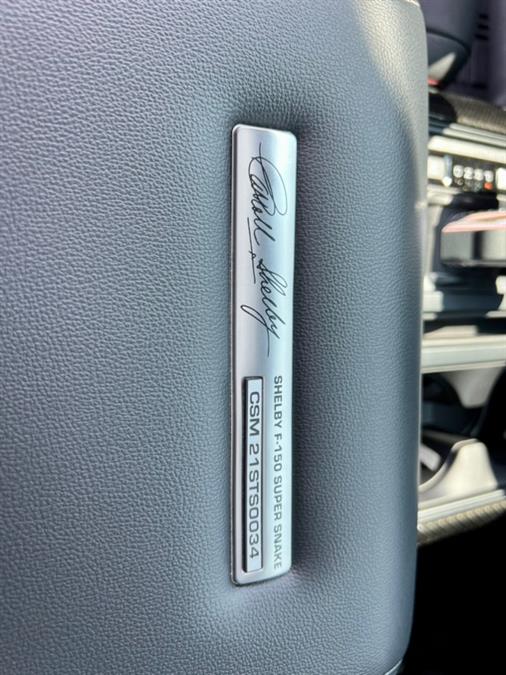 Carroll Shelby
SHELBY F-150 SUPER SNAKE
CSM 21STS0034